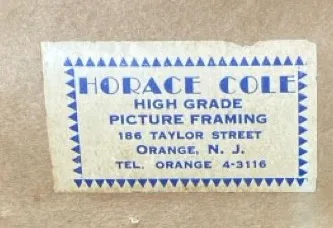 HORACE COLE
HIGH GRADE
PICTURE FRAMING
186 TAYLOR STREET
ORANGE, N. J.
TEL. ORANGE 4-3116